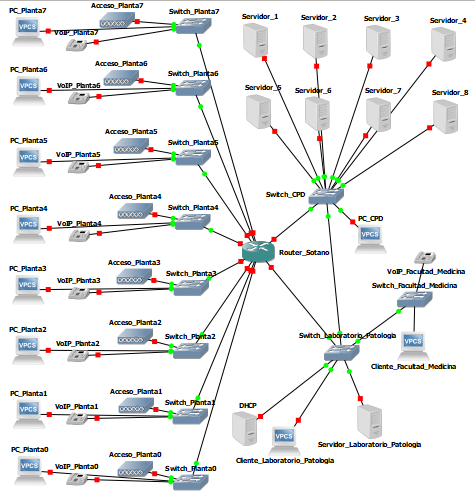 PC_Planta7
Acceso_Planta7
VoIP_Planta7
Switch_Planta7
VPCS
PC_Planta6
Acceso_Planta6
VoIP_Planta6
Switch_Planta6
VPCS
PC_Planta5
Acceso_Planta5
VoIP_Planta5
Switch_Planta5
VPCS
PC_Planta4
Acceso_Planta4
VoIP_Planta4
Switch_Planta4
VPCS
PC_Planta3
Acceso_Planta3
VoIP_Planta3
Switch_Planta3
VPCS
PC_Planta2
Acceso_Planta2
VoIP_Planta2
Switch_Planta2
VPCS
PC_Planta1
Acceso_Planta1
VoIP_Planta1
Switch_Planta1
VPCS
PC_Planta0
Acceso_Planta0
VoIP_Planta0
Switch_Planta0
VPCS
Router_Sotano
Servidor_1
Servidor_2
Servidor_3
Servidor_4
Servidor_5
Servidor_6
Servidor_7
Servidor_8
Switch_CPD
PC_CPD
VPCS
VoIP_Facultad_Medicina
Switch_Facultad_Medicina
VPCS
Cliente_Facultad_Medicina
Switch_Laboratorio_Patologia
DHCP
VPCS
Servidor_Laboratorio_Patologia
Cliente_Laboratorio_Patologia